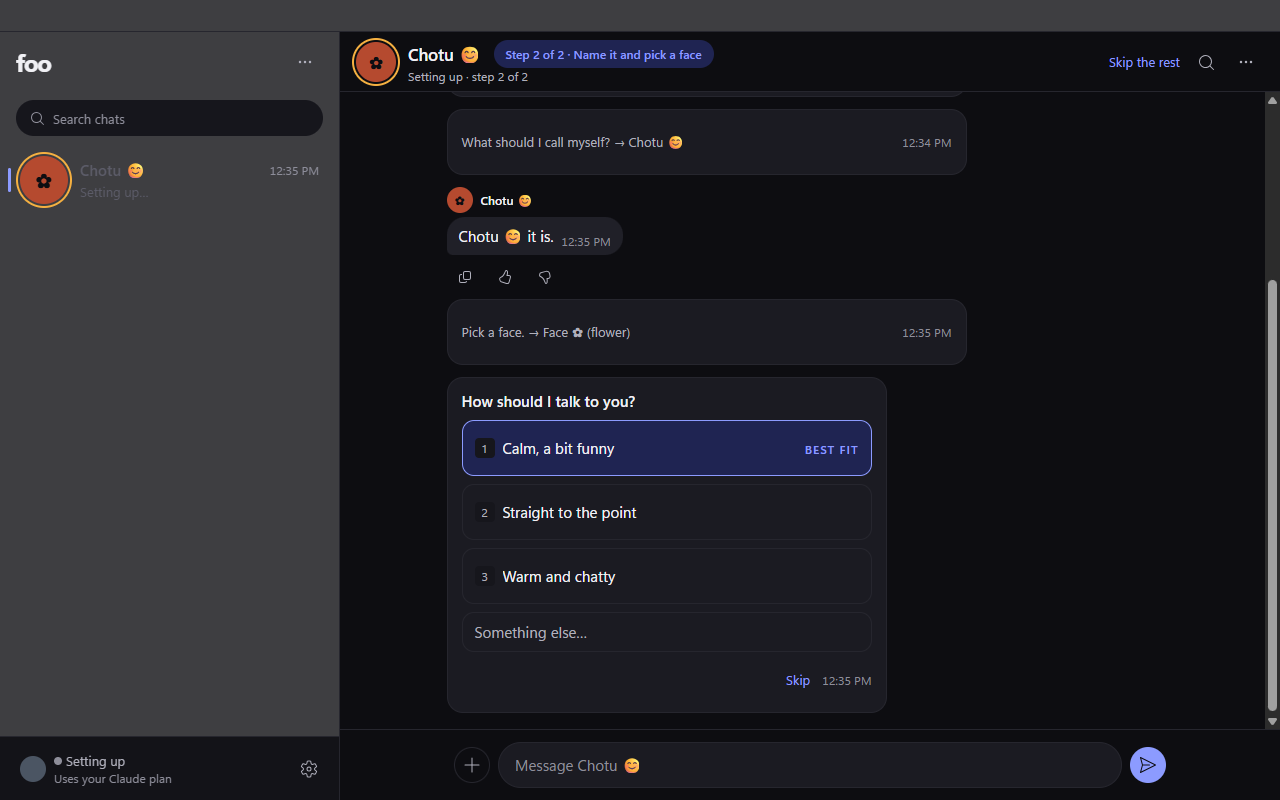 foo
Search chats
Chotu 😊 12:35 PM
Setting up...
Setting up
Uses your Claude plan
Chotu 😊 Step 2 of 2 · Name it and pick a face
Setting up · step 2 of 2
Skip the rest
What should I call myself? → Chotu 😊 12:34 PM
Chotu 😊
Chotu 😊 it is. 12:35 PM
Pick a face. → Face ✿ (flower) 12:35 PM
How should I talk to you?
1 Calm, a bit funny BEST FIT
2 Straight to the point
3 Warm and chatty
Something else...
Skip 12:35 PM
Message Chotu 😊